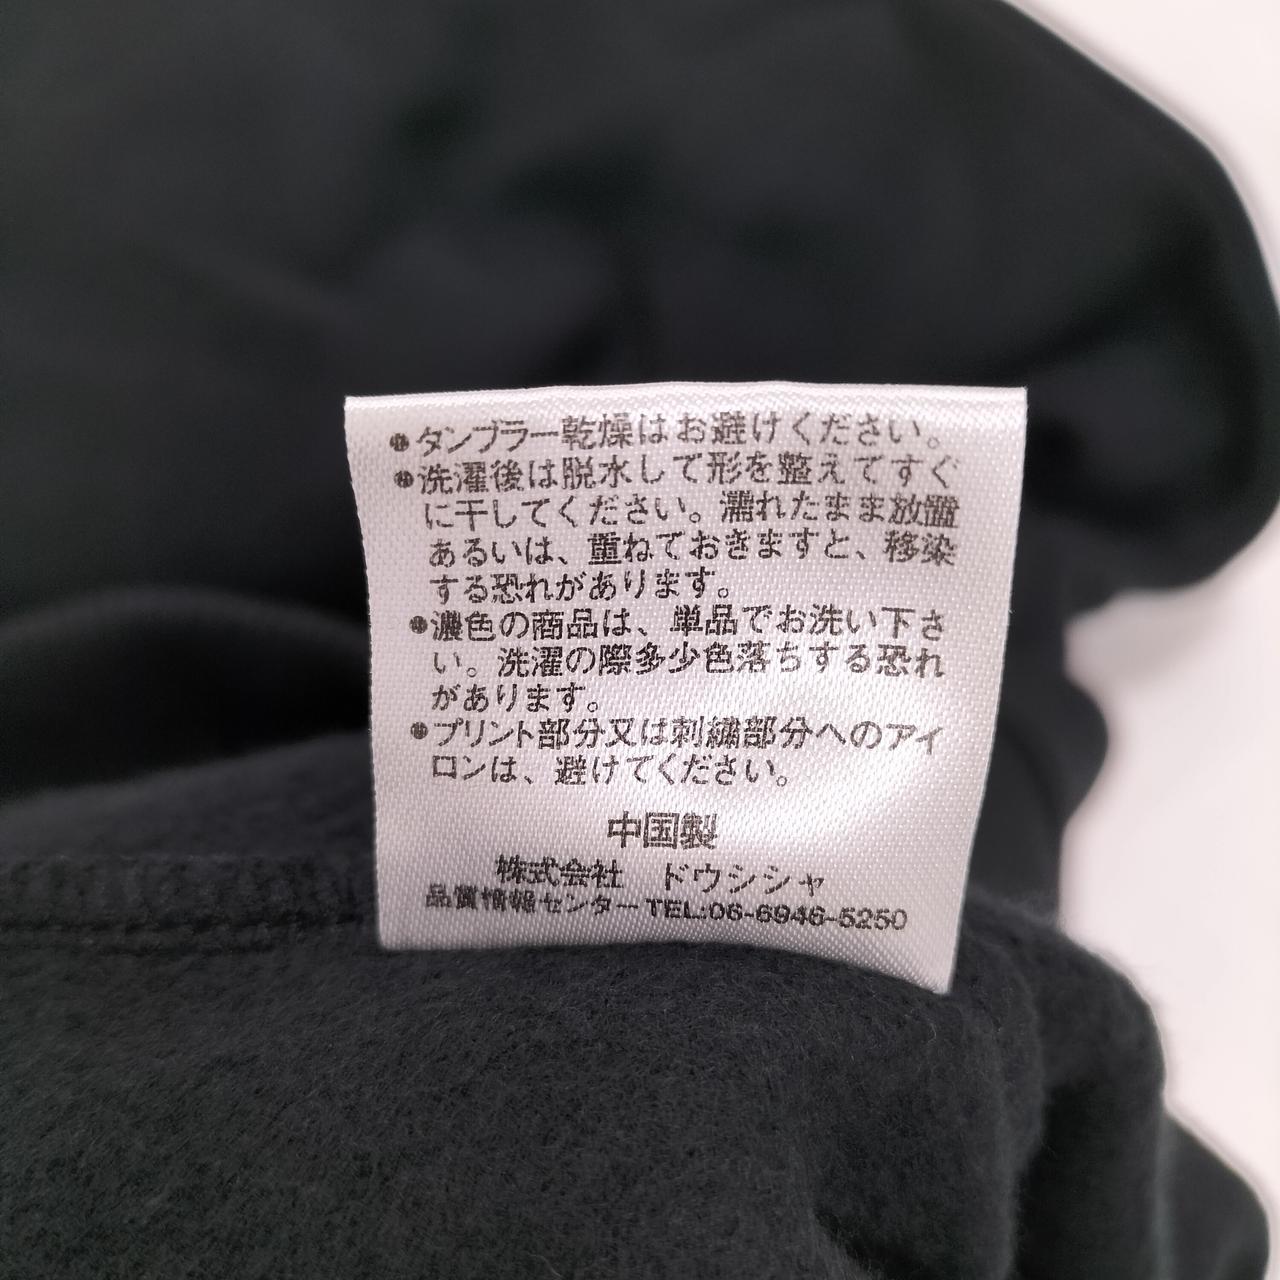 ●タンブラー乾燥はお避けください。
●洗濯後は脱水して形を整えてすぐ
に干してください。濡れたまま放置
あるいは、重ねておきますと、移染
する恐れがあります。
●濃色の商品は、単品でお洗い下さ
い。洗濯の際多少色落ちする恐れ
があります。
●プリント部分又は刺繍部分へのアイ
ロンは、避けてください。
中国製
株式会社 ドウシシャ
品質情報センターTEL:06-6946-5250